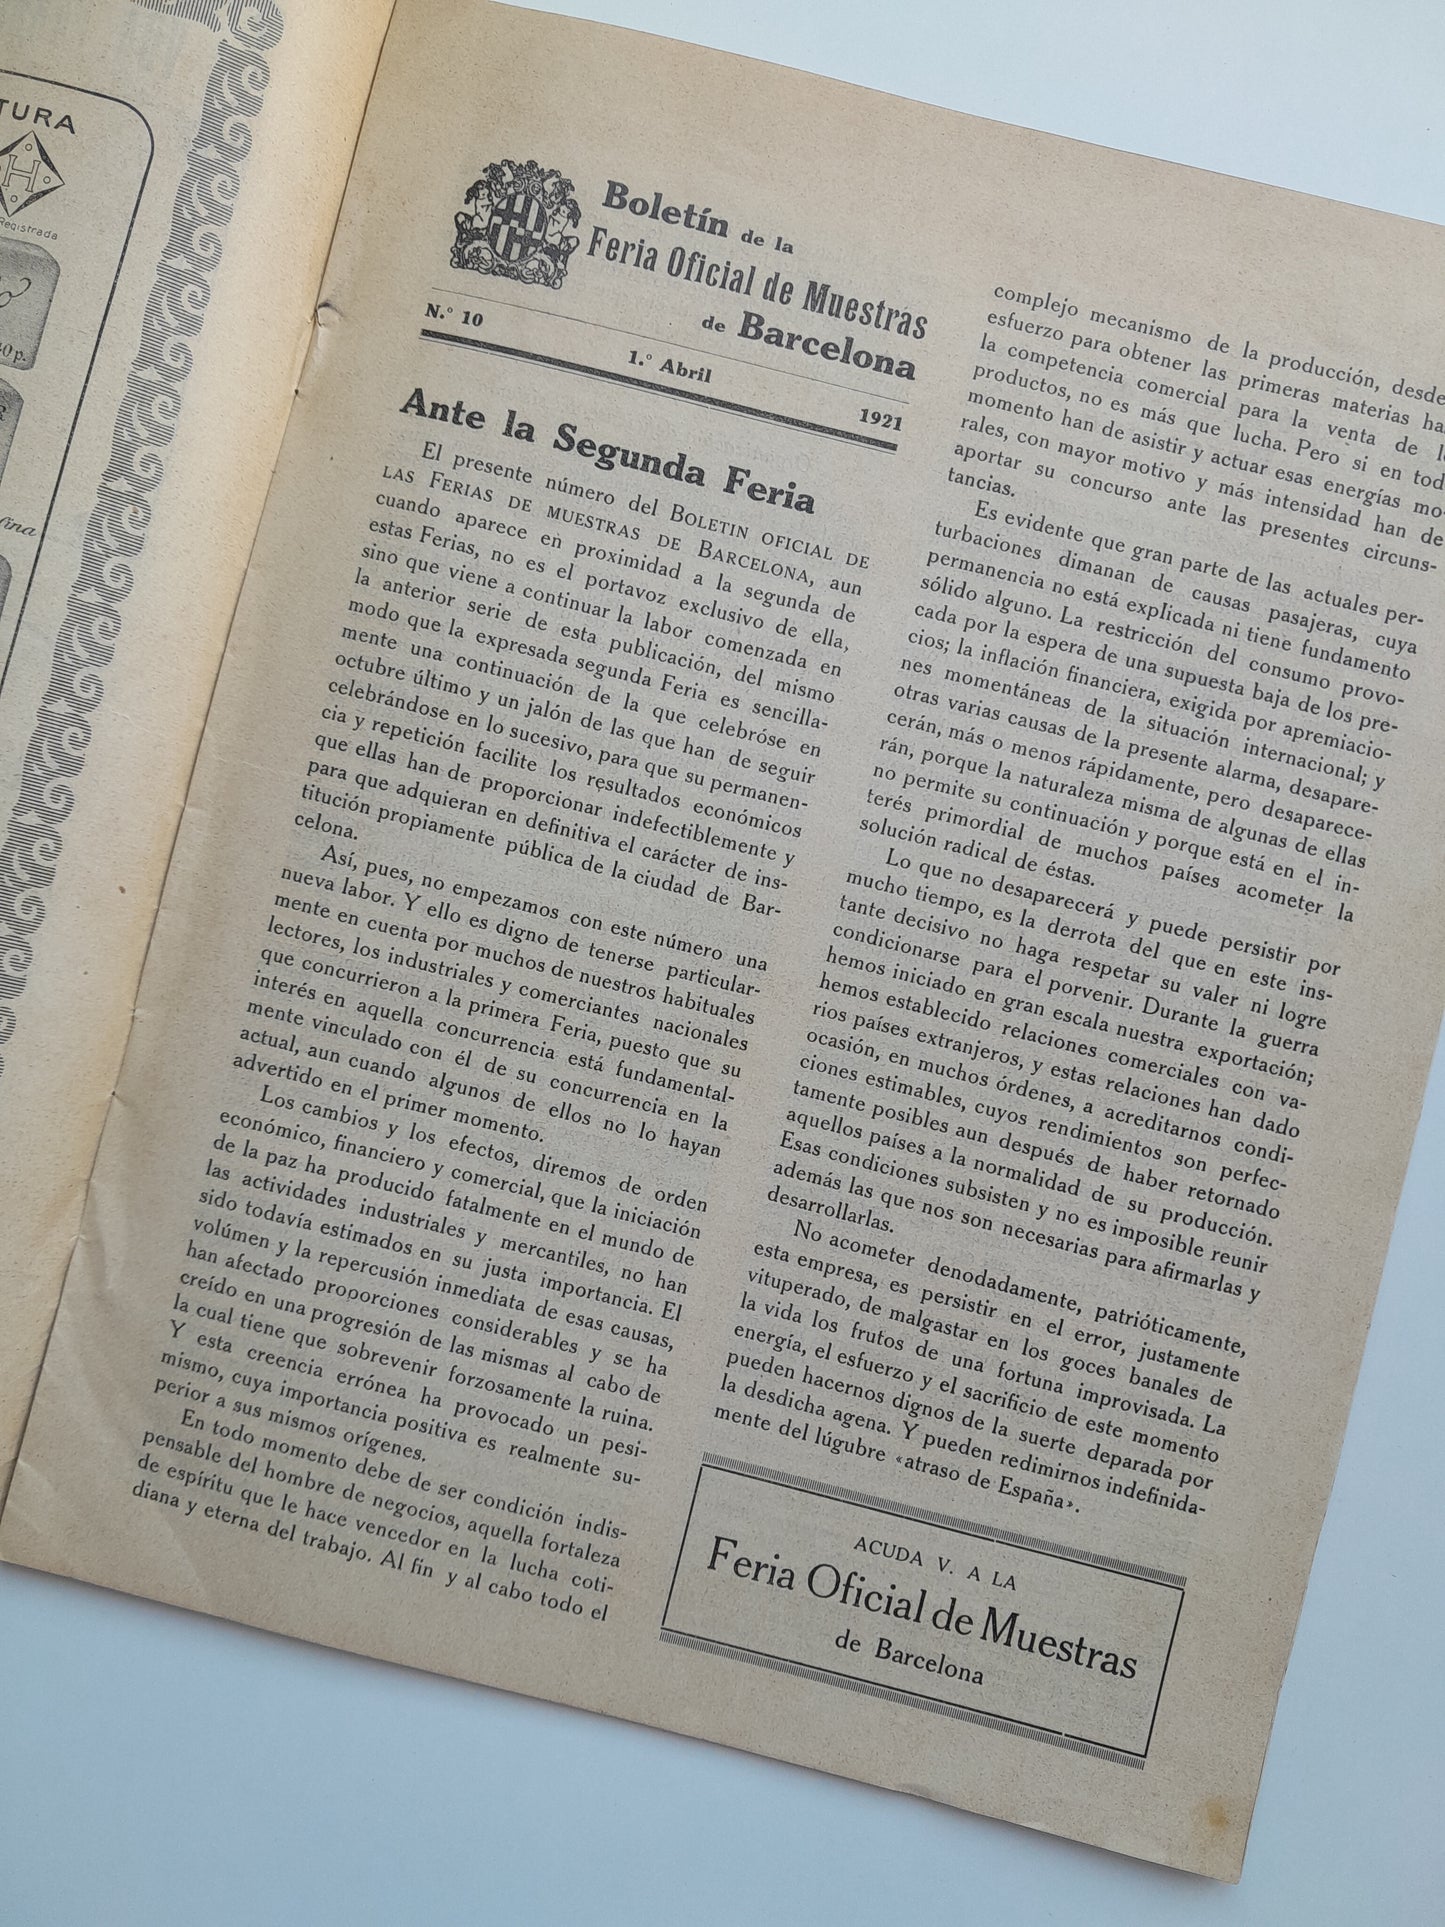 TURA
H
Registrada
40 p.
R
fina
Boletín de la
Feria Oficial de Muestras
de Barcelona
N.° 10
1.° Abril
1921
Ante la Segunda Feria
El presente número del BOLETIN OFICIAL DE
LAS FERIAS DE MUESTRAS DE BARCELONA, aun
cuando aparece en proximidad a la segunda de
estas Ferias, no es el portavoz exclusivo de ella,
sino que viene a continuar la labor comenzada en
la anterior serie de esta publicación, del mismo
modo que la expresada segunda Feria es sencilla-
mente una continuación de la que celebróse en
octubre último y un jalón de las que han de seguir
celebrándose en lo sucesivo, para que su permanen-
cia y repetición facilite los resultados económicos
que ellas han de proporcionar indefectiblemente y
para que adquieran en definitiva el carácter de ins-
titución propiamente pública de la ciudad de Bar-
celona.
Así, pues, no empezamos con este número una
nueva labor. Y ello es digno de tenerse particular-
mente en cuenta por muchos de nuestros habituales
lectores, los industriales y comerciantes nacionales
que concurrieron a la primera Feria, puesto que su
interés en aquella concurrencia está fundamental-
mente vinculado con él de su concurrencia en la
actual, aun cuando algunos de ellos no lo hayan
advertido en el primer momento.
Los cambios y los efectos, diremos de orden
económico, financiero y comercial, que la iniciación
de la paz ha producido fatalmente en el mundo de
las actividades industriales y mercantiles, no han
sido todavía estimados en su justa importancia. El
volúmen y la repercusión inmediata de esas causas,
han afectado proporciones considerables y se ha
creído en una progresión de las mismas al cabo de
la cual tiene que sobrevenir forzosamente la ruina.
Y esta creencia errónea ha provocado un pesi-
mismo, cuya importancia positiva es realmente su-
perior a sus mismos orígenes.
En todo momento debe de ser condición indis-
pensable del hombre de negocios, aquella fortaleza
de espíritu que le hace vencedor en la lucha coti-
diana y eterna del trabajo. Al fin y al cabo todo el
complejo mecanismo de la producción, desde
esfuerzo para obtener las primeras materias has
la competencia comercial para la venta de l
productos, no es más que lucha. Pero si en tod
momento han de asistir y actuar esas energías mo-
rales, con mayor motivo y más intensidad han de
aportar su concurso ante las presentes circuns-
tancias.
Es evidente que gran parte de las actuales per-
turbaciones dimanan de causas pasajeras, cuya
permanencia no está explicada ni tiene fundamento
sólido alguno. La restricción del consumo provo-
cada por la espera de una supuesta baja de los pre-
cios; la inflación financiera, exigida por apremiacio-
nes momentáneas de la situación internacional; y
otras varias causas de la presente alarma, desapare-
cerán, más o menos rápidamente, pero desaparece-
rán, porque la naturaleza misma de algunas de ellas
no permite su continuación y porque está en el in-
terés primordial de muchos países acometer la
solución radical de éstas.
Lo que no desaparecerá y puede persistir por
mucho tiempo, es la derrota del que en este ins-
tante decisivo no haga respetar su valer ni logre
condicionarse para el porvenir. Durante la guerra
hemos iniciado en gran escala nuestra exportación;
hemos establecido relaciones comerciales con va-
rios países extranjeros, y estas relaciones han dado
ocasión, en muchos órdenes, a acreditarnos condi-
ciones estimables, cuyos rendimientos son perfec-
tamente posibles aun después de haber retornado
aquellos países a la normalidad de su producción.
Esas condiciones subsisten y no es imposible reunir
además las que nos son necesarias para afirmarlas y
desarrollarlas.
No acometer denodadamente, patrióticamente,
esta empresa, es persistir en el error, justamente
vituperado, de malgastar en los goces banales de
la vida los frutos de una fortuna improvisada. La
energía, el esfuerzo y el sacrificio de este momento
pueden hacernos dignos de la suerte deparada por
la desdicha agena. Y pueden redimirnos indefinida-
mente del lúgubre «atraso de España».
ACUDA V. A LA
Feria Oficial de Muestras
de Barcelona